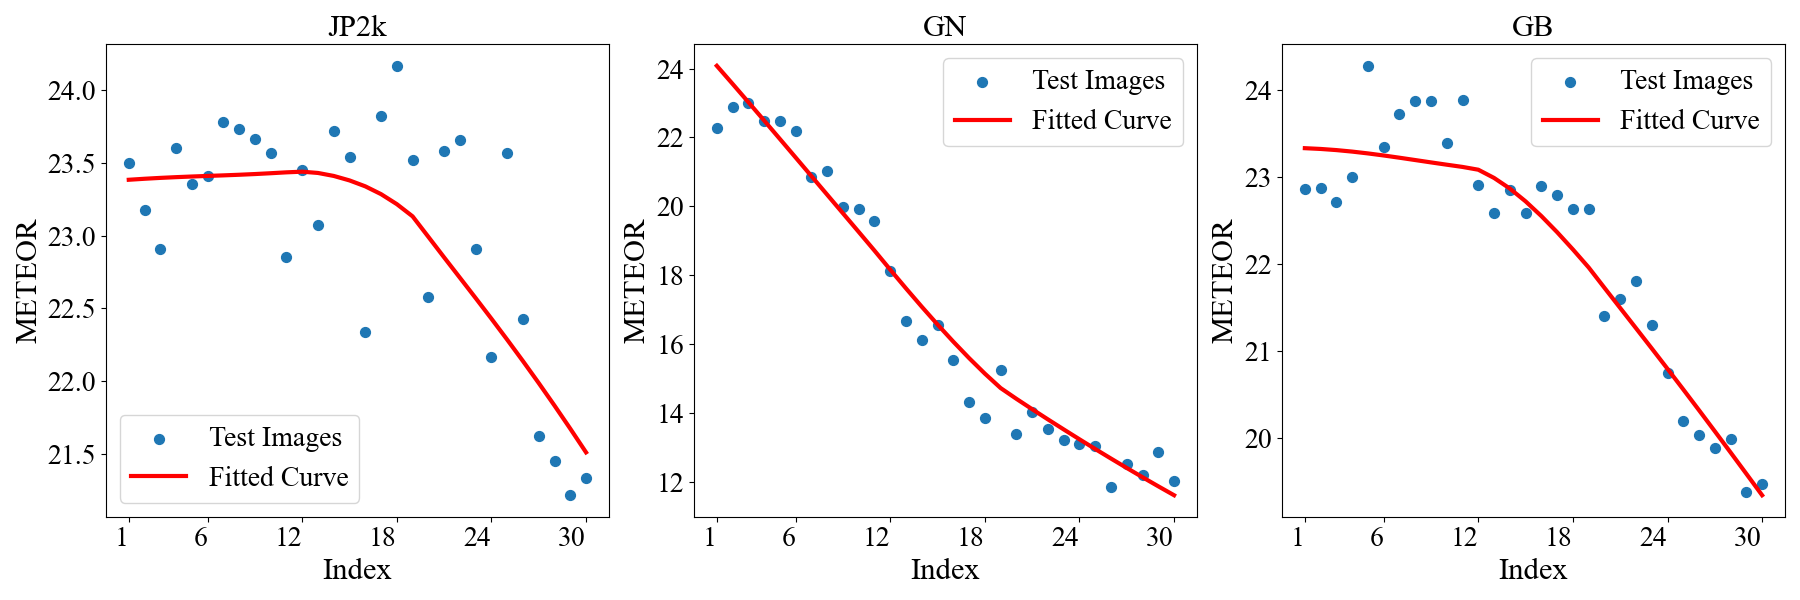 JP2k
METEOR
24.0
23.5
23.0
22.5
22.0
21.5
Test Images
Fitted Curve
1 6 12 18 24 30
Index
GN
METEOR
24
22
20
18
16
14
12
Test Images
Fitted Curve
1 6 12 18 24 30
Index
GB
METEOR
24
23
22
21
20
Test Images
Fitted Curve
1 6 12 18 24 30
Index